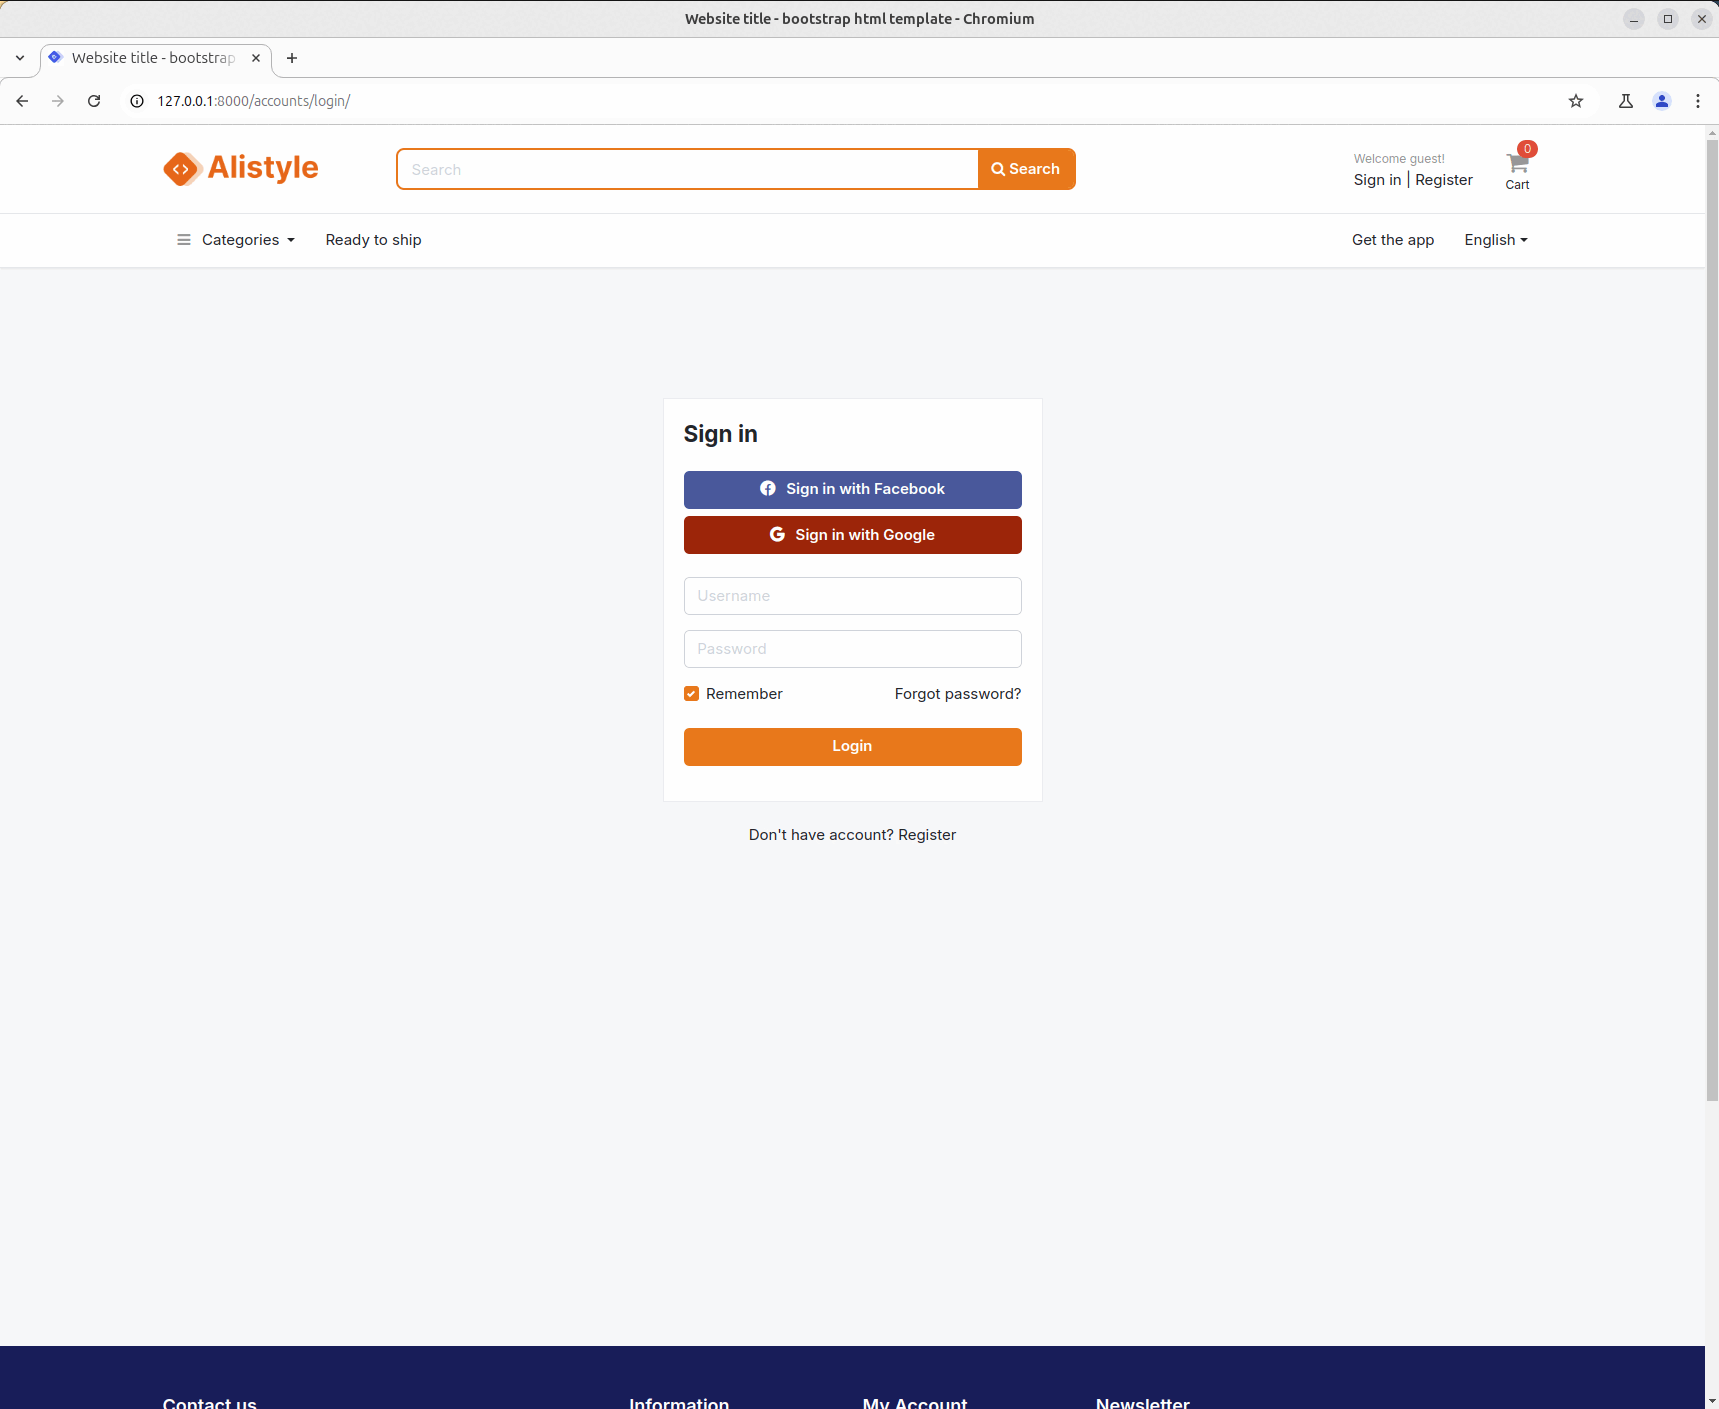 Website title - bootstrap html template - Chromium
Website title - bootstrap
127.0.0.1:8000/accounts/login/
Alistyle
Search
Search
Welcome guest!
Sign in | Register
0
Cart
Categories
Ready to ship
Get the app
English
Sign in
Sign in with Facebook
Sign in with Google
Username
Password
Remember
Forgot password?
Login
Don't have account? Register
Contact us
Information
My Account
Newsletter